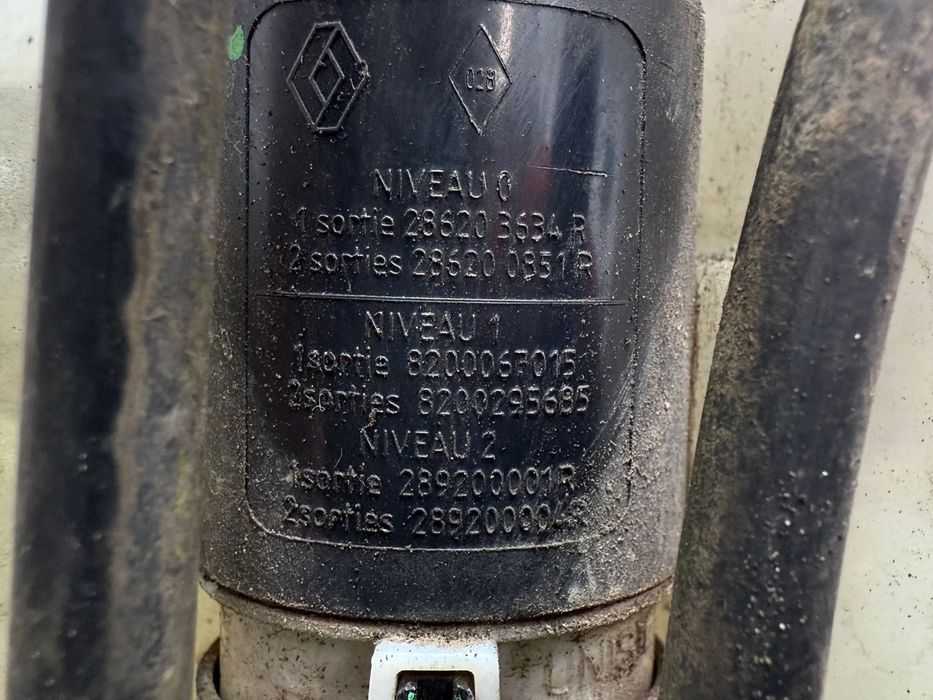 028
NIVEAU 0
1 sortie 28620 3634 R
2 sorties 28620 0851 R
NIVEAU 1
1sortie 8200067015
2sorties 8200295685
NIVEAU 2
1sortie 289200001R
2sorties